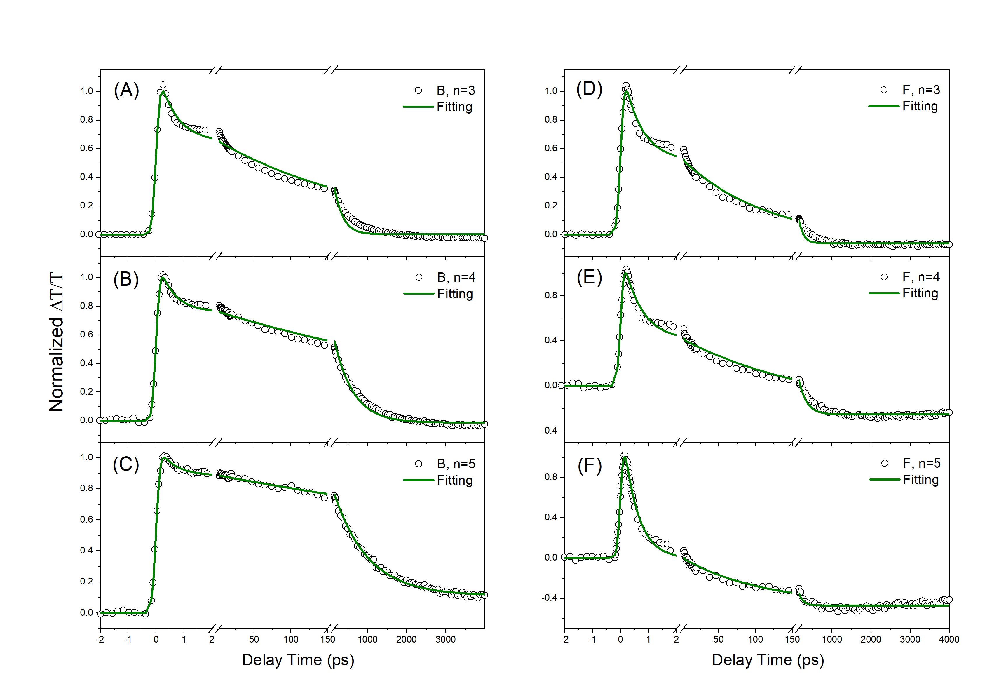 (A)
B, n=3
Fitting
1.0
0.8
0.6
0.4
0.2
0.0
(B)
B, n=4
Fitting
1.0
0.8
0.6
0.4
0.2
0.0
(C)
B, n=5
Fitting
1.0
0.8
0.6
0.4
0.2
0.0
-2 -1 0 1 2 50 100 150 1000 2000 3000
Delay Time (ps)
Normalized ΔT/T
(D)
F, n=3
Fitting
1.0
0.8
0.6
0.4
0.2
0.0
(E)
F, n=4
Fitting
0.8
0.4
0.0
-0.4
(F)
F, n=5
Fitting
0.8
0.4
0.0
-0.4
-2 -1 0 1 2 50 100 150 1000 2000 3000 4000
Delay Time (ps)